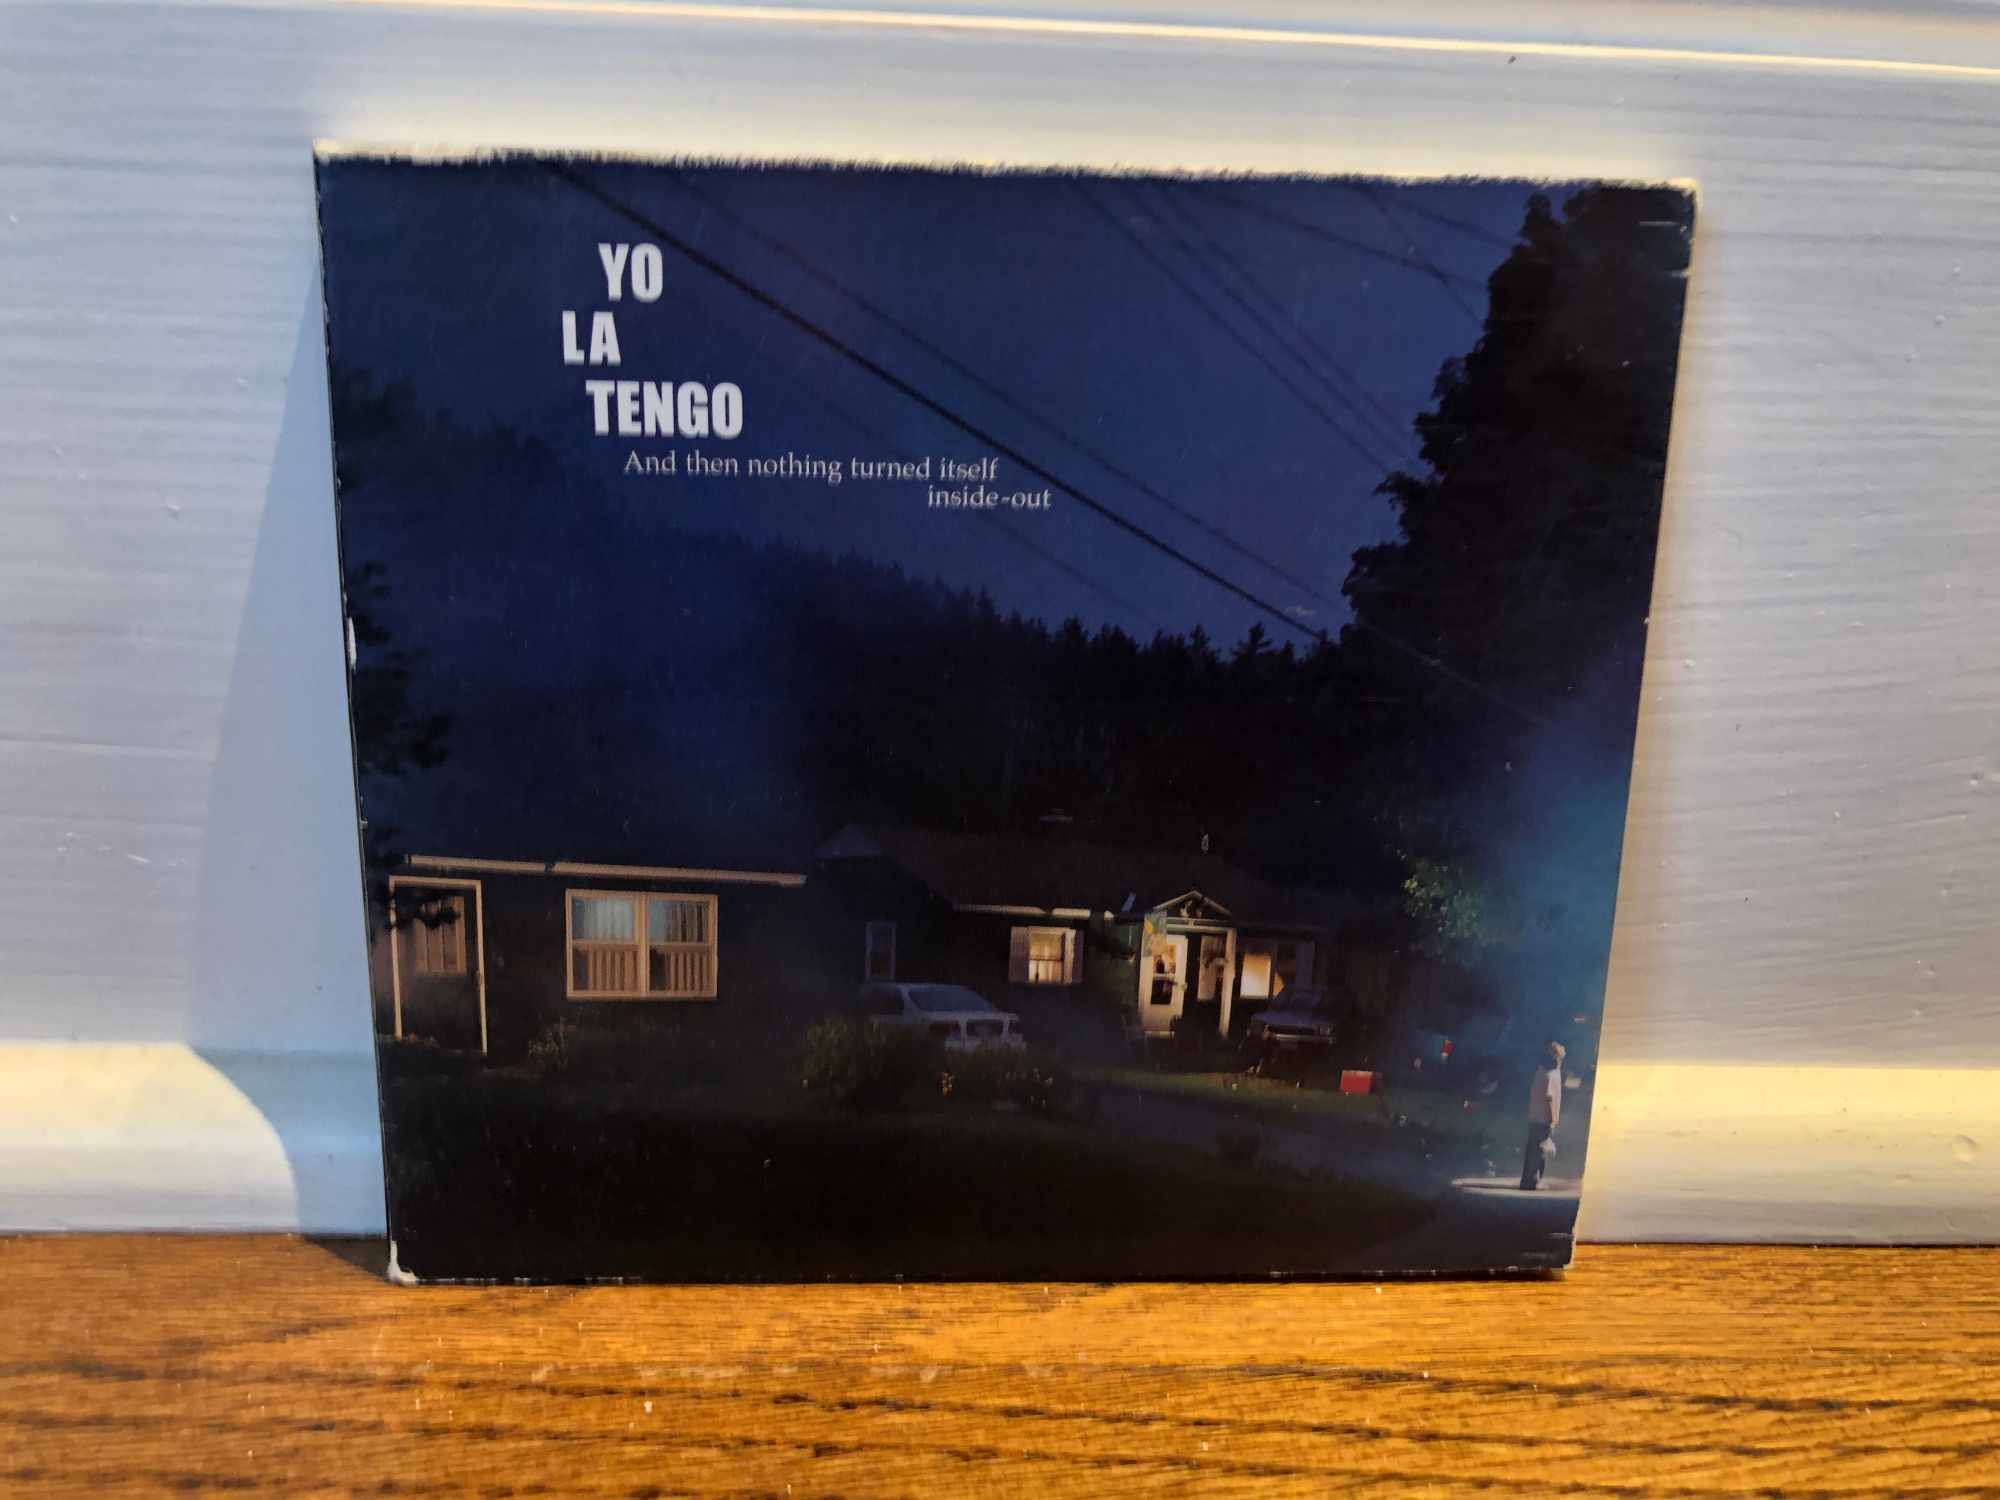 YO
LA
TENGO
And then nothing turned itself
inside-out